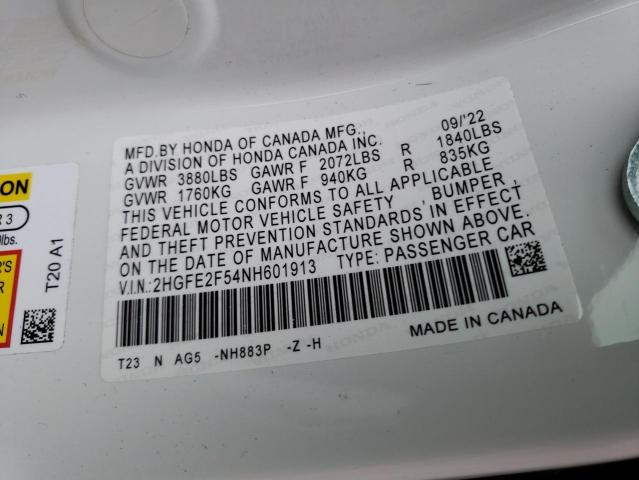 MFD.BY HONDA OF CANADA MFG., 09/'22
A DIVISION OF HONDA CANADA INC.
GVWR 3880LBS GAWR F 2072LBS R 1840LBS
GVWR 1760KG GAWR F 940KG R 835KG
THIS VEHICLE CONFORMS TO ALL APPLICABLE
FEDERAL MOTOR VEHICLE SAFETY , BUMPER ,
AND THEFT PREVENTION STANDARDS IN EFFECT
ON THE DATE OF MANUFACTURE SHOWN ABOVE.
V.I.N.:2HGFE2F54NH601913 TYPE: PASSENGER CAR
T23 N AG5 -NH883P -Z -H
MADE IN CANADA
T20 A1
ION
R 3
lbs.
R'S
R